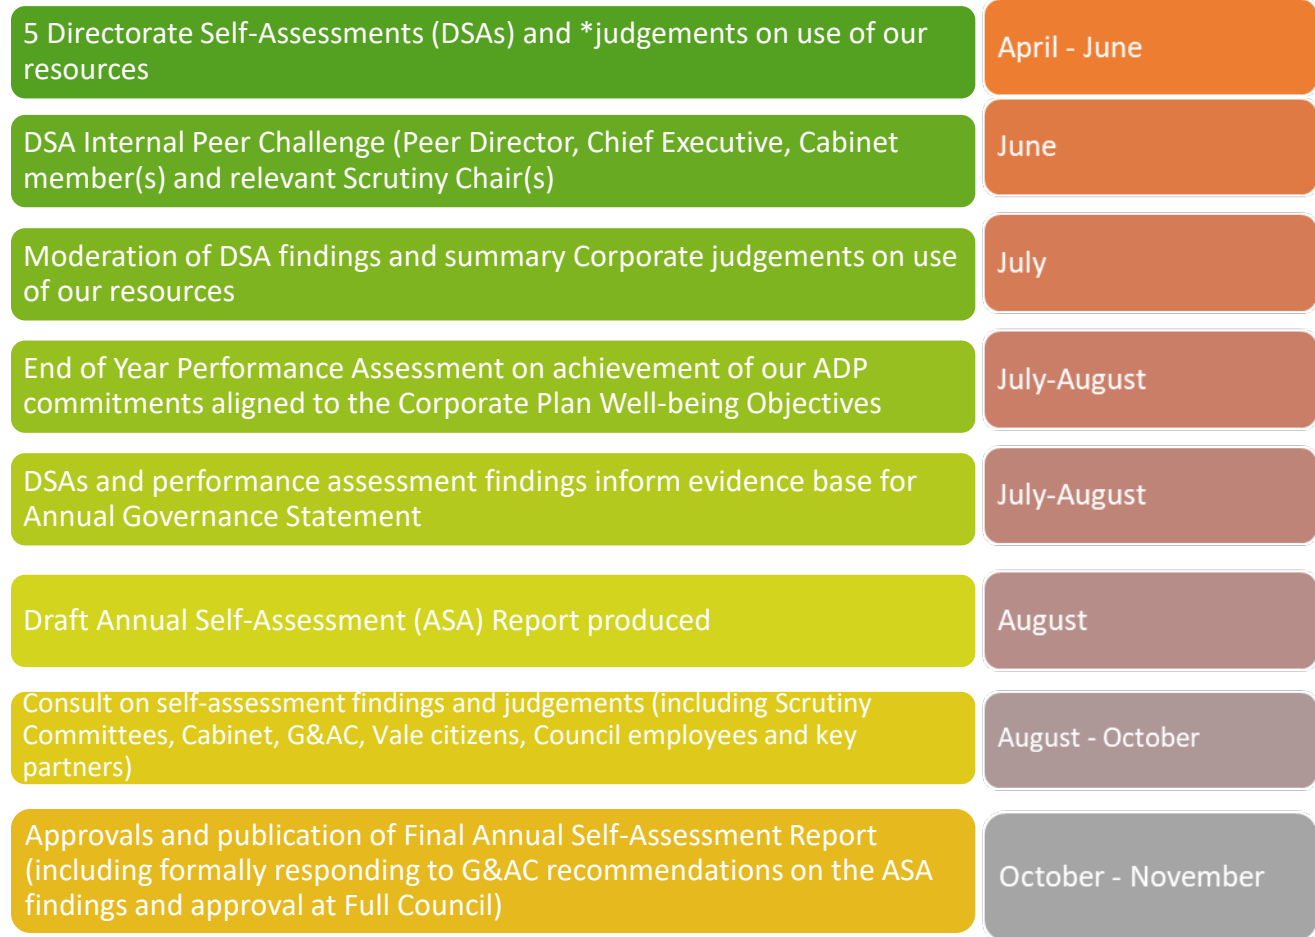 5 Directorate Self-Assessments (DSAs) and *judgements on use of our
resources
April - June
DSA Internal Peer Challenge (Peer Director, Chief Executive, Cabinet
member(s) and relevant Scrutiny Chair(s)
June
Moderation of DSA findings and summary Corporate judgements on use
of our resources
July
End of Year Performance Assessment on achievement of our ADP
commitments aligned to the Corporate Plan Well-being Objectives
July-August
DSAs and performance assessment findings inform evidence base for
Annual Governance Statement
July-August
Draft Annual Self-Assessment (ASA) Report produced
August
Consult on self-assessment findings and judgements (including Scrutiny
Committees, Cabinet, G&AC, Vale citizens, Council employees and key
partners)
August - October
Approvals and publication of Final Annual Self-Assessment Report
(including formally responding to G&AC recommendations on the ASA
findings and approval at Full Council)
October - November